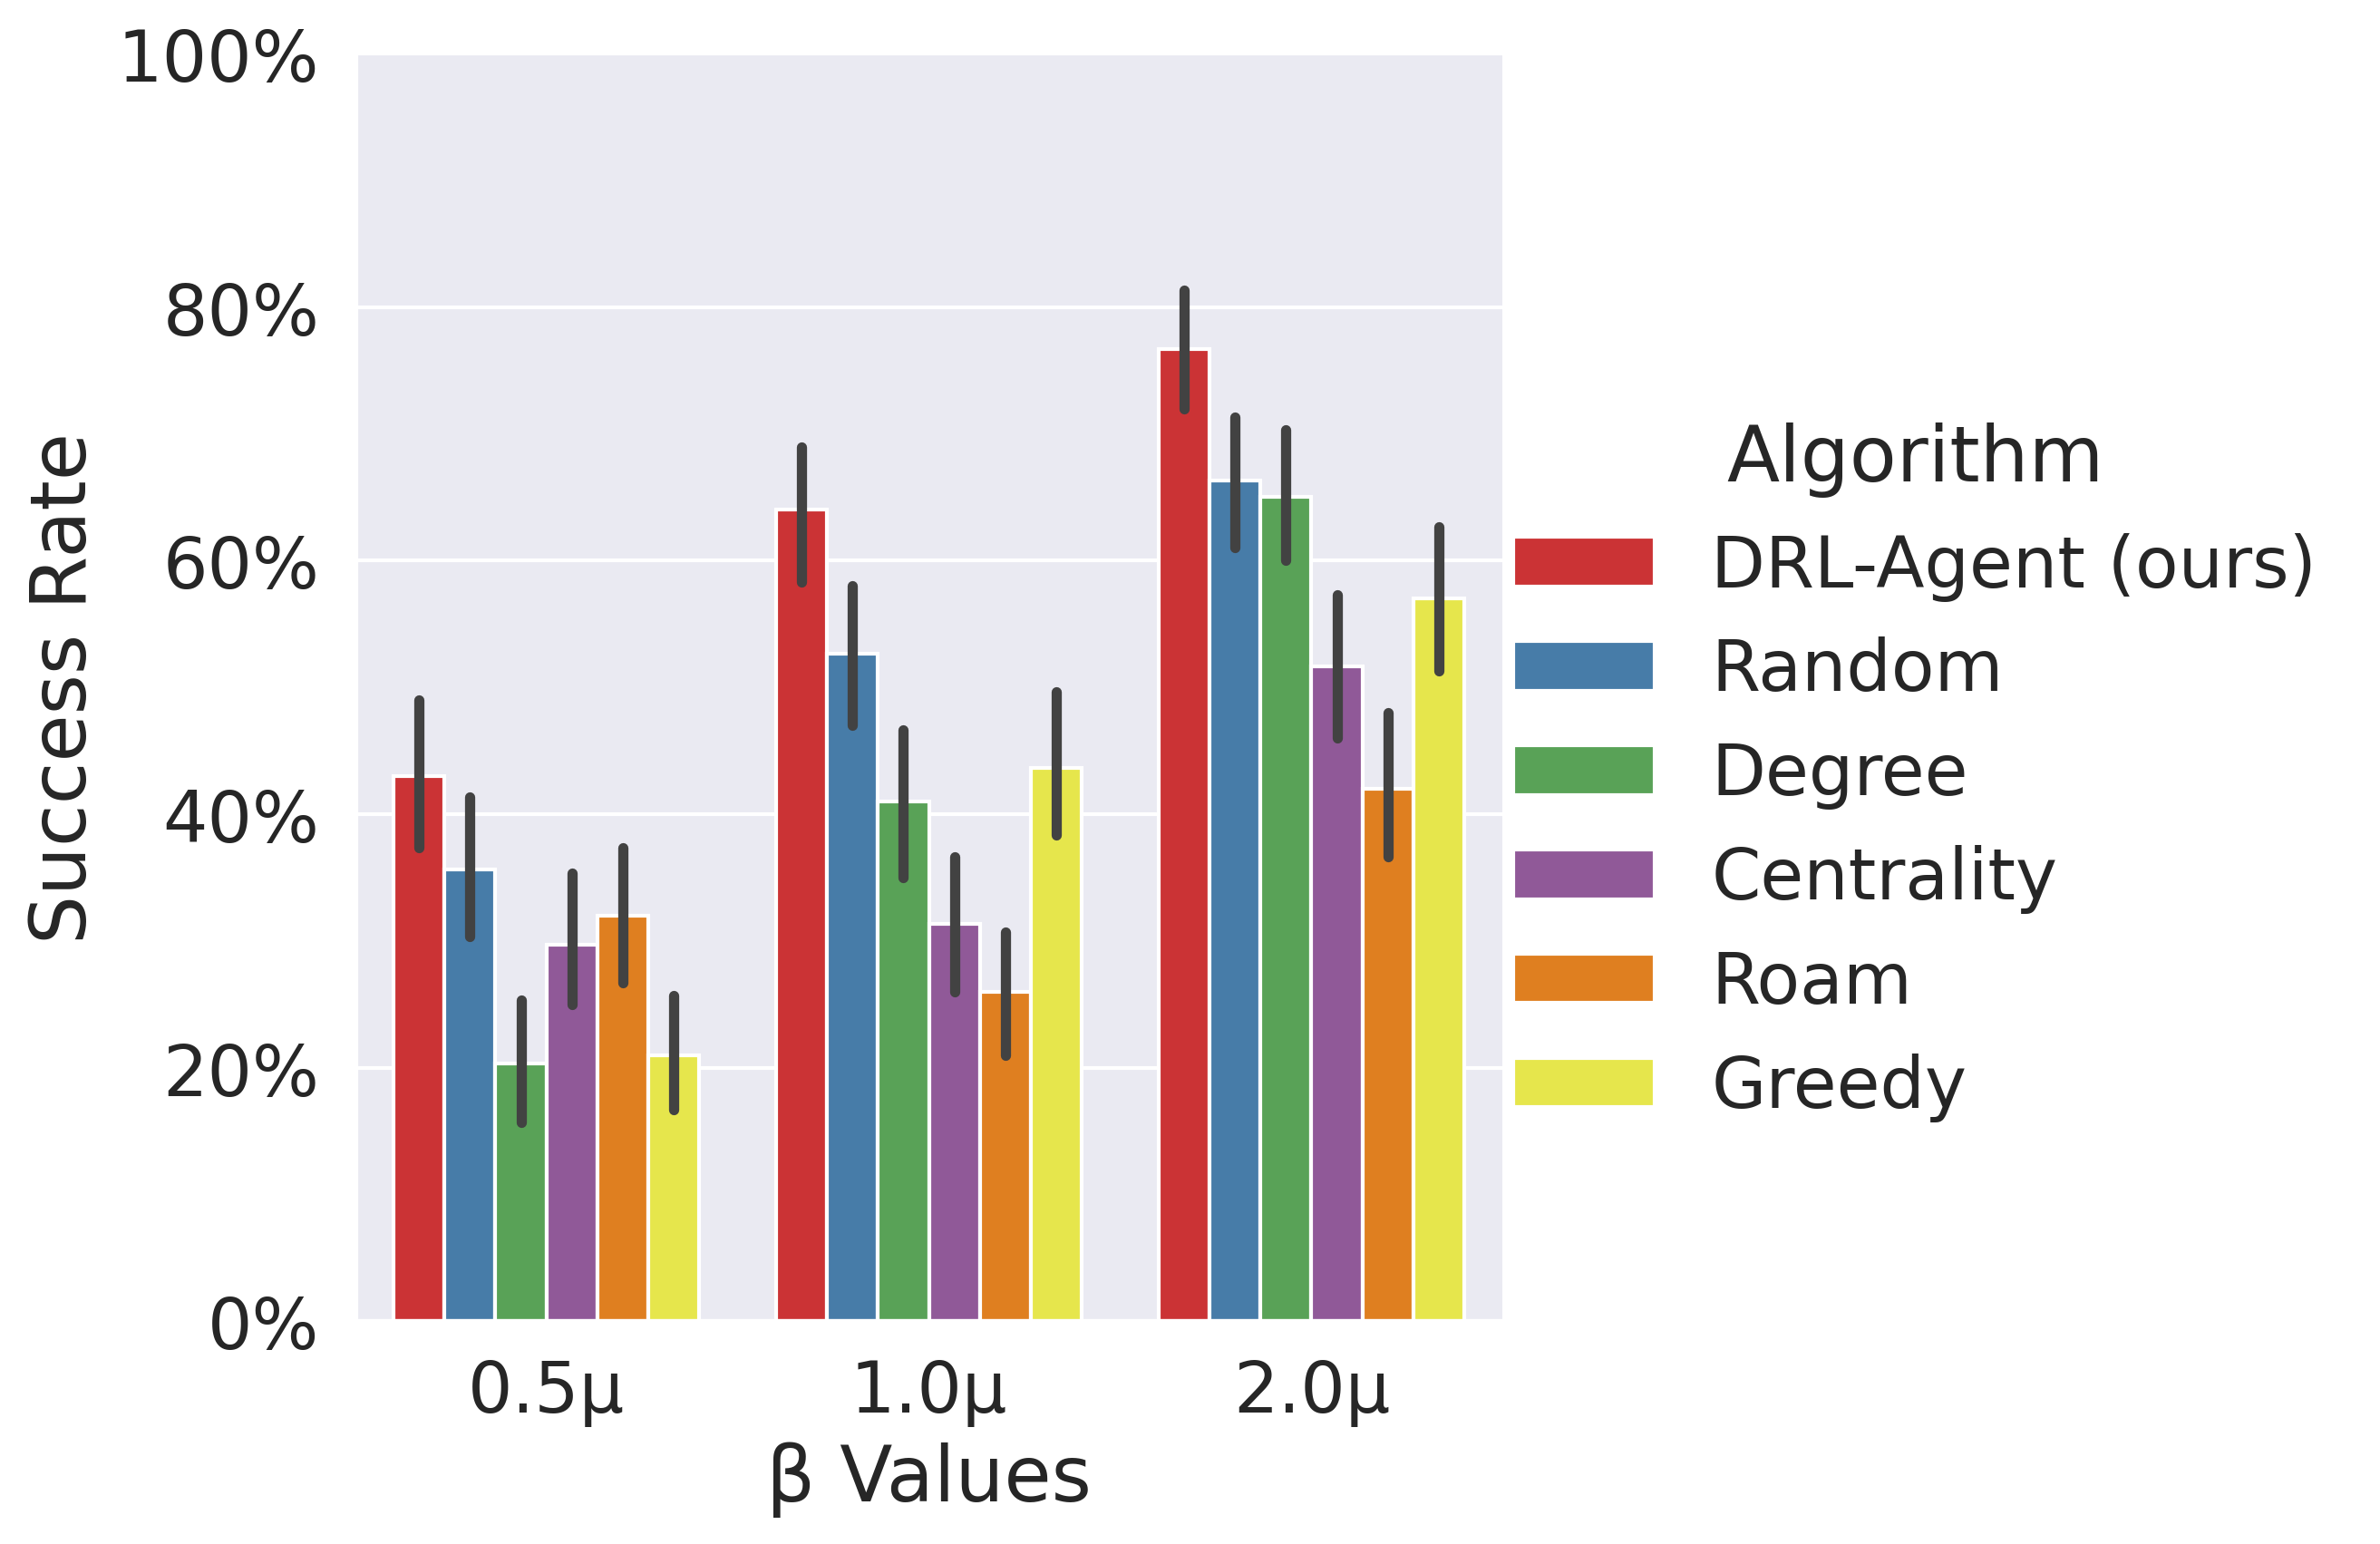 100%
80%
60%
40%
20%
0%
Success Rate
0.5μ 1.0μ 2.0μ
β Values
Algorithm
DRL-Agent (ours)
Random
Degree
Centrality
Roam
Greedy